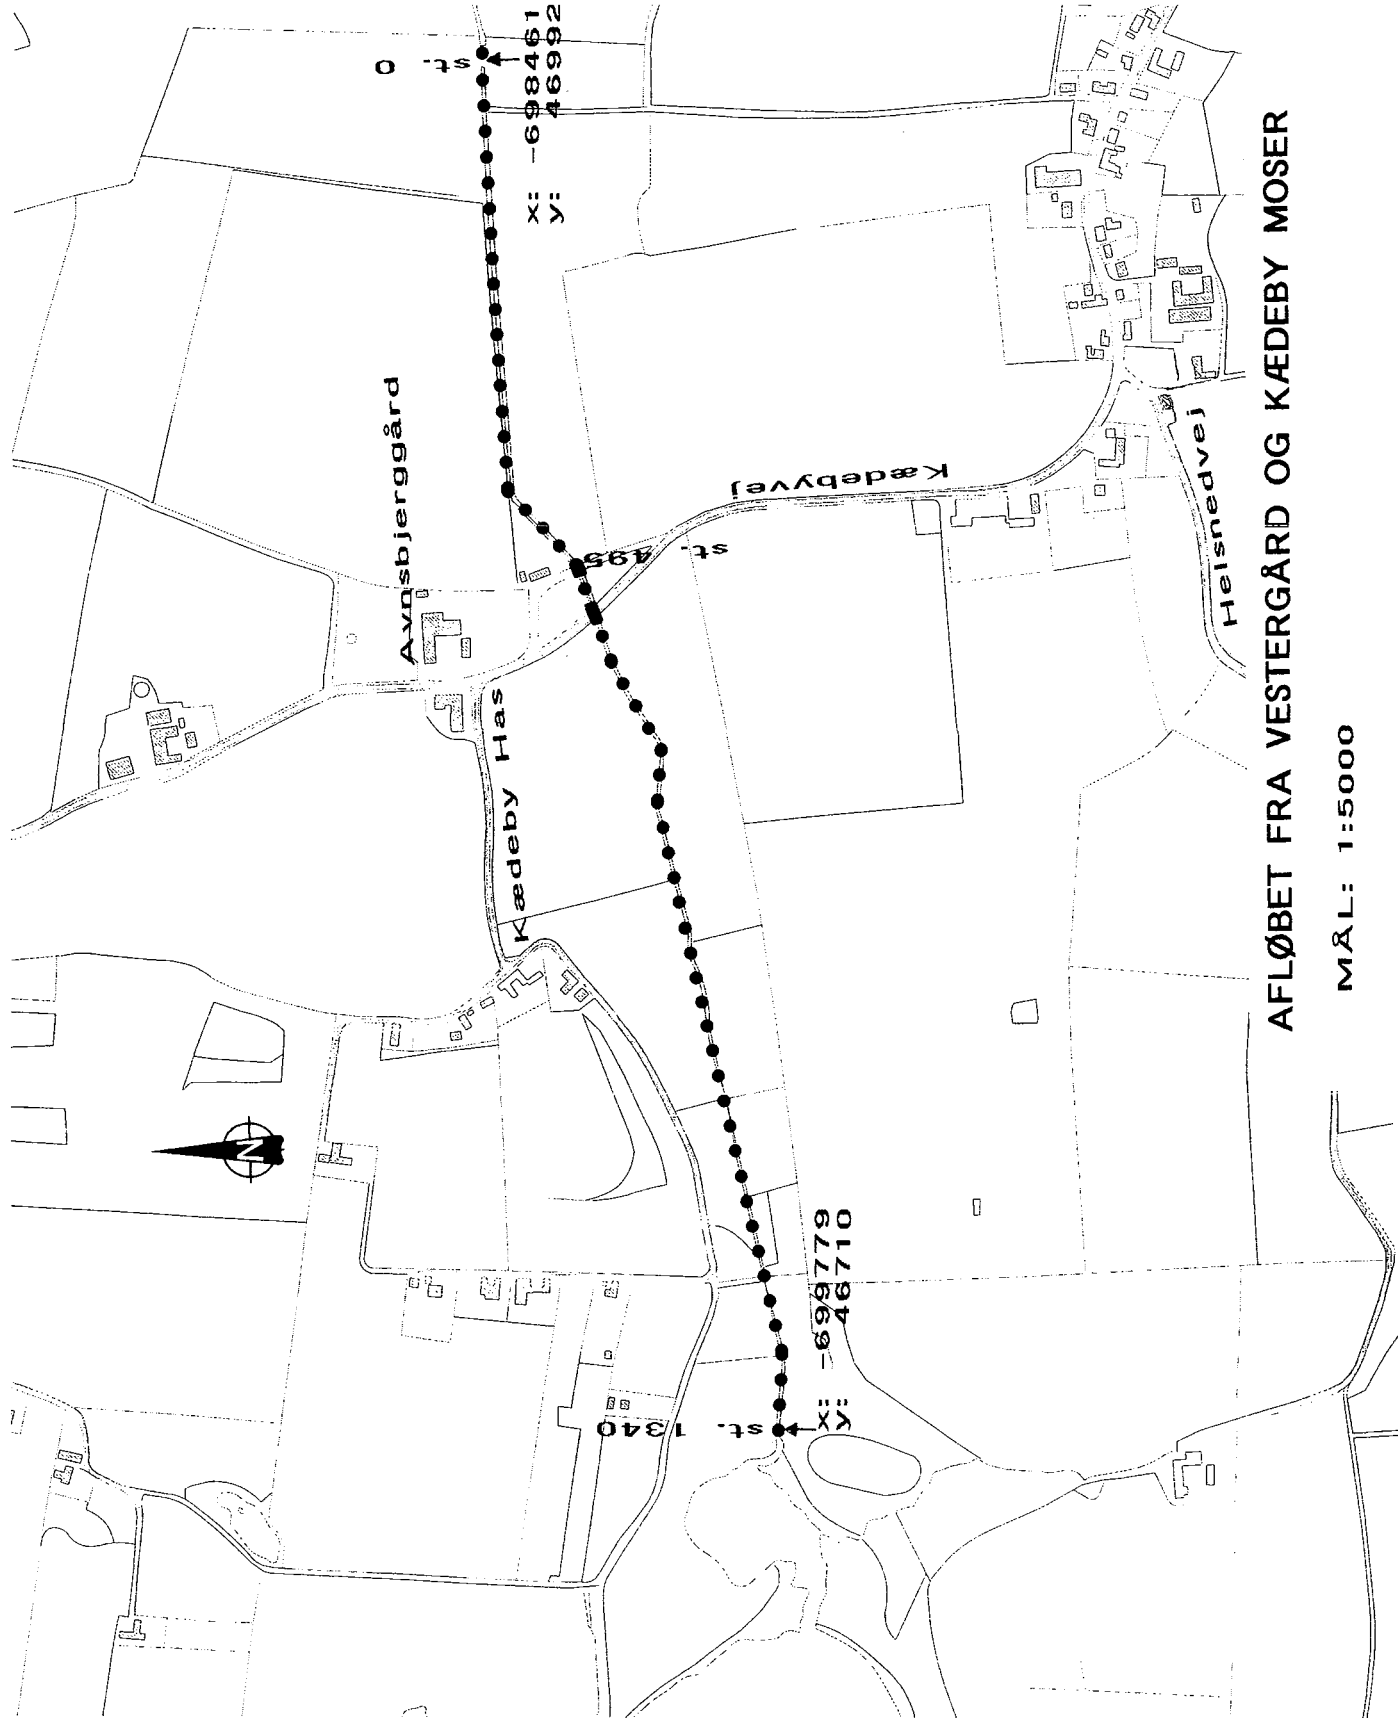 st. 0
x: -698461
y: 46992
Avnsbjerggård
st. 495
Kædebyvej
Helsnedvej
Kædeby Has
N
x: -699779
y: 46710
st. 1340
AFLØBET FRA VESTERGÅRD OG KÆDEBY MOSER
MÅL: 1:5000